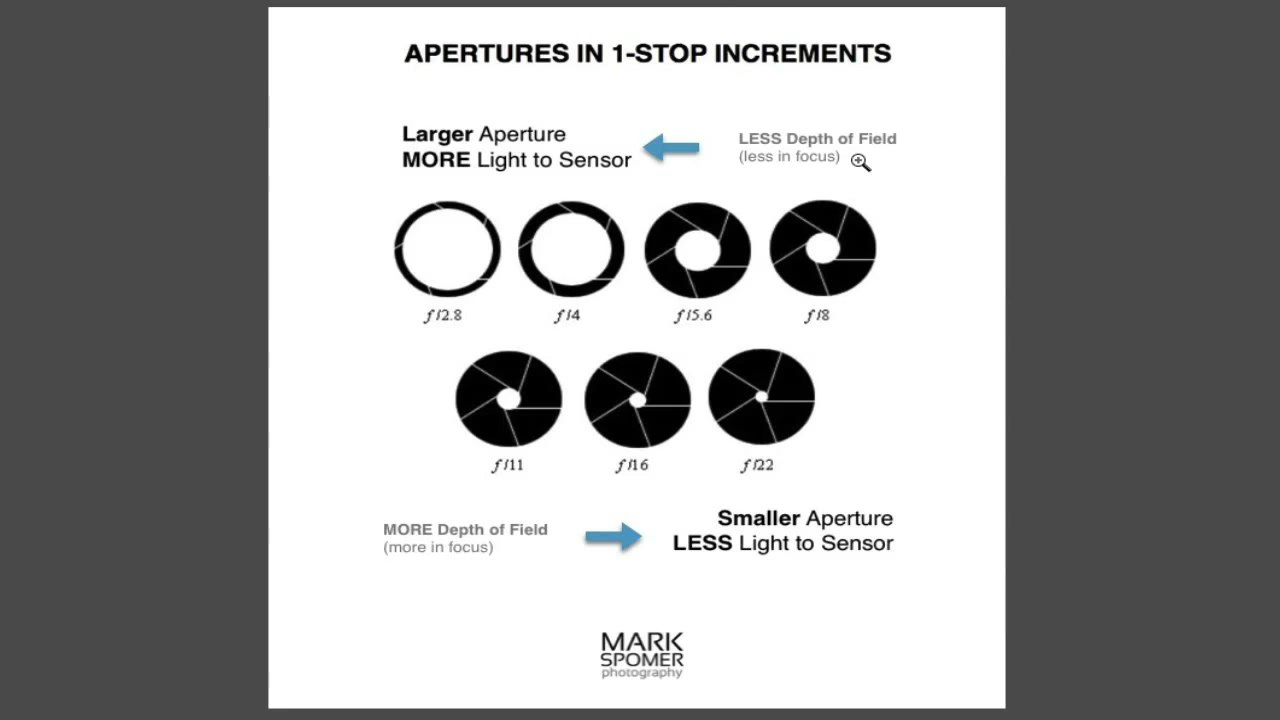 APERTURES IN 1-STOP INCREMENTS
Larger Aperture
MORE Light to Sensor
LESS Depth of Field
(less in focus)
f/2.8 f/4 f/5.6 f/8
f/11 f/16 f/22
MORE Depth of Field
(more in focus)
Smaller Aperture
LESS Light to Sensor
MARK
SPOMER
photography